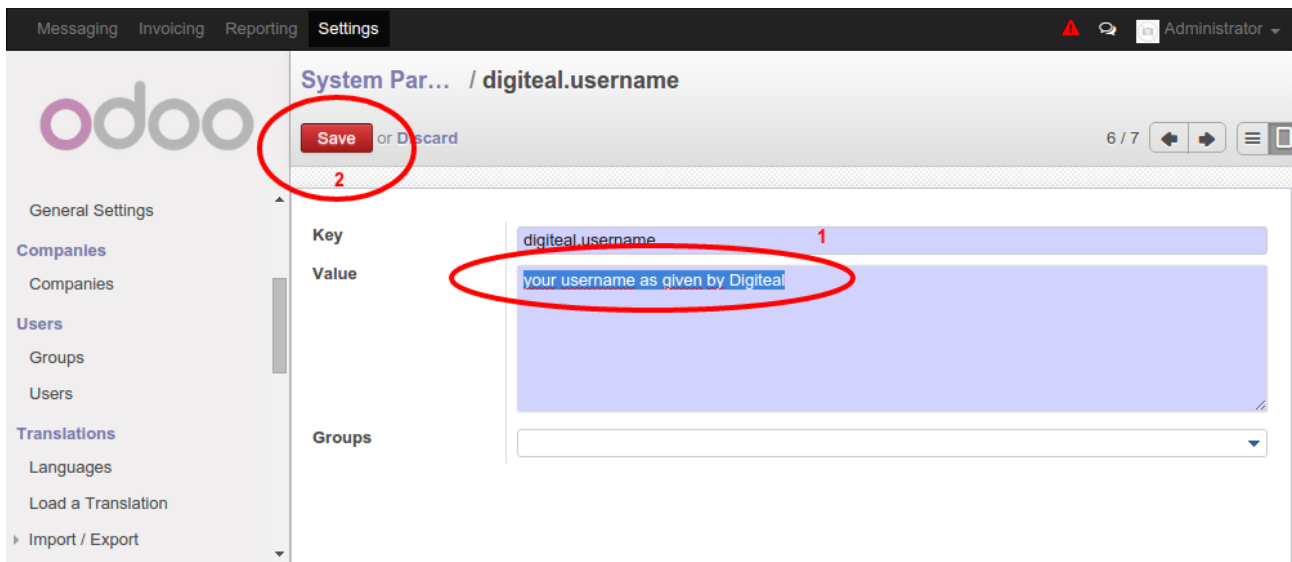 Messaging Invoicing Reporting Settings Administrator
odoo
System Par... / digiteal.username
Save or Discard 6 / 7
2
General Settings
Companies
Companies
Users
Groups
Users
Translations
Languages
Load a Translation
Import / Export
Key digiteal.username 1
Value your username as given by Digiteal
Groups